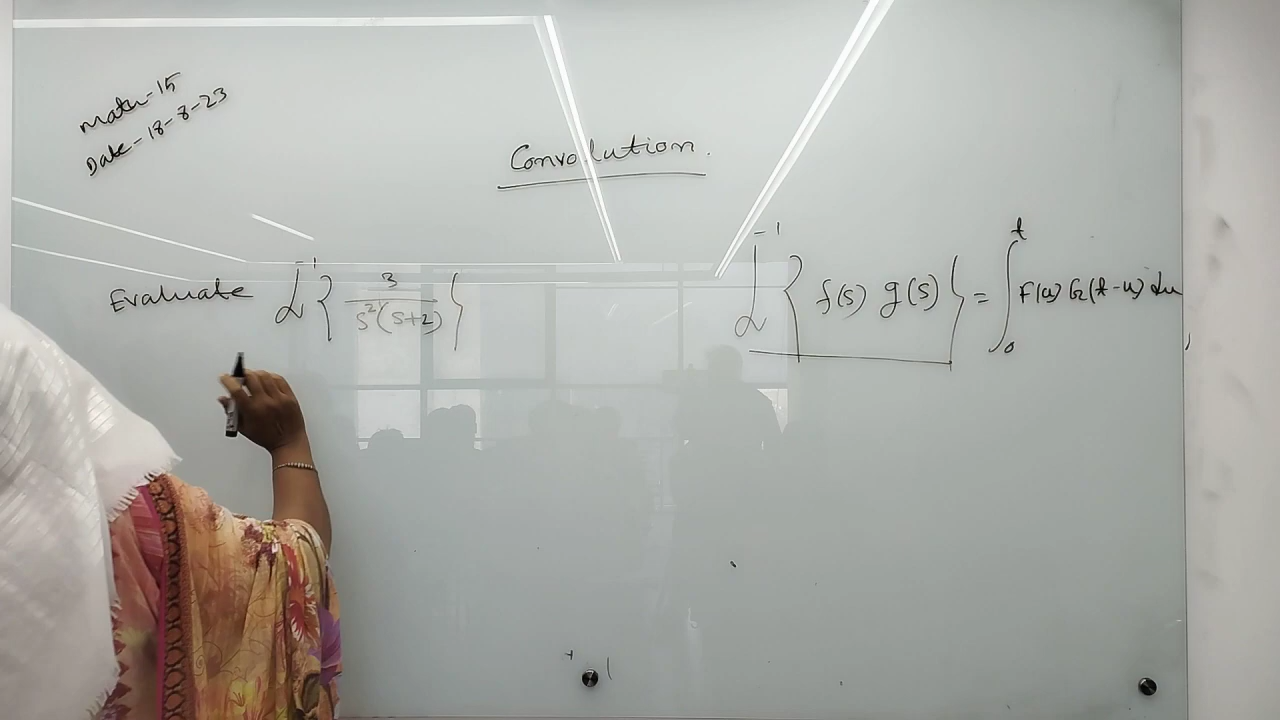 Math-15
Date-18-8-23
Convolution.
Evaluate L⁻¹{ 3 / s²(s+2) }
L⁻¹{ f(s) g(s) } = ∫₀ᵗ F(u) G(t-u) du